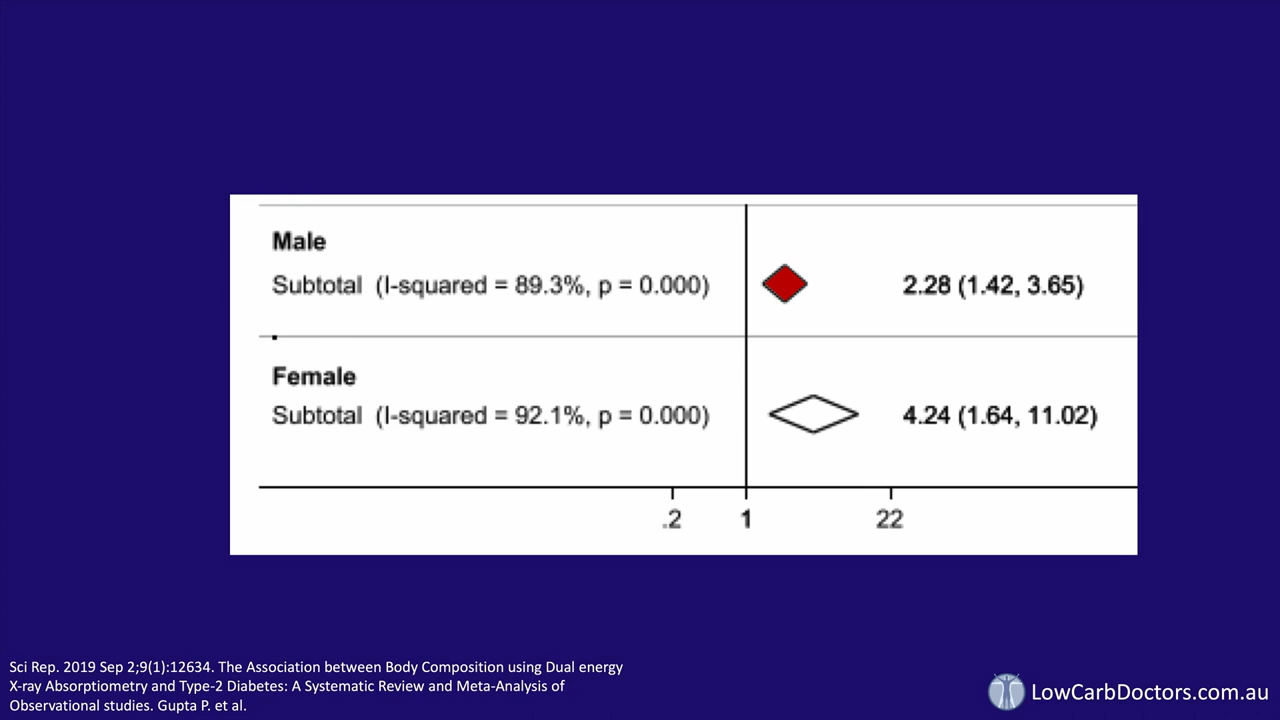 Male
Subtotal (I-squared = 89.3%, p = 0.000) 2.28 (1.42, 3.65)
Female
Subtotal (I-squared = 92.1%, p = 0.000) 4.24 (1.64, 11.02)
.2 1 22
Sci Rep. 2019 Sep 2;9(1):12634. The Association between Body Composition using Dual energy
X-ray Absorptiometry and Type-2 Diabetes: A Systematic Review and Meta-Analysis of
Observational studies. Gupta P. et al.
LowCarbDoctors.com.au